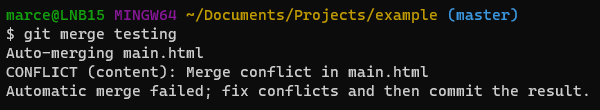 marce@LNB15 MINGW64 ~/Documents/Projects/example (master)
$ git merge testing
Auto-merging main.html
CONFLICT (content): Merge conflict in main.html
Automatic merge failed; fix conflicts and then commit the result.